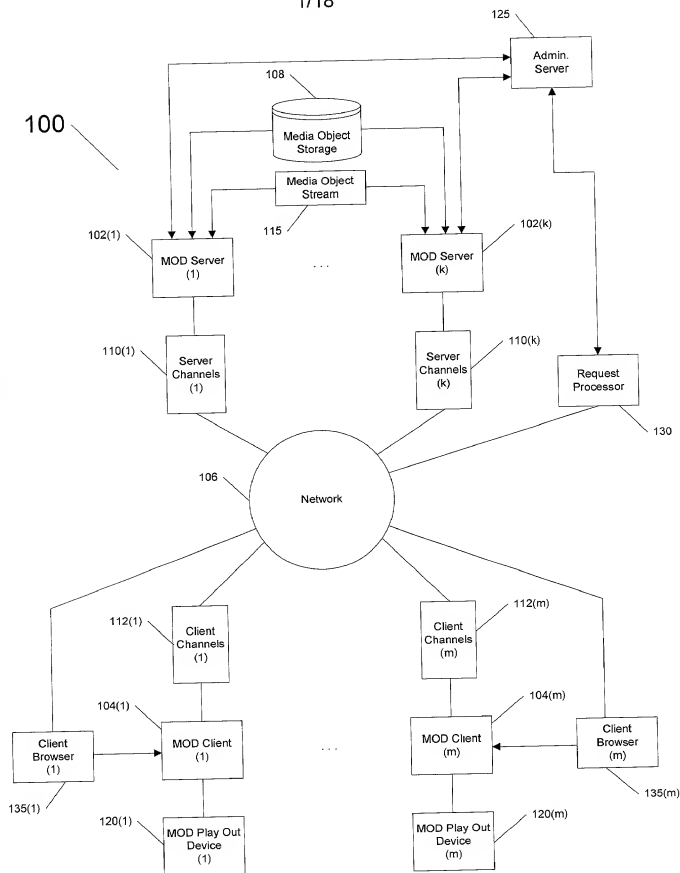 1/18
125
Admin.
Server
108
100
Media Object
Storage
Media Object
Stream
115
102(1)
102(k)
MOD Server
(1)
. . .
MOD Server
(k)
110(1)
110(k)
Server
Channels
(1)
Server
Channels
(k)
Request
Processor
130
106
Network
112(1)
112(m)
Client
Channels
(1)
Client
Channels
(m)
104(1)
104(m)
Client
Browser
(1)
MOD Client
(1)
. . .
MOD Client
(m)
Client
Browser
(m)
135(1)
135(m)
120(1)
120(m)
MOD Play Out
Device
(1)
MOD Play Out
Device
(m)